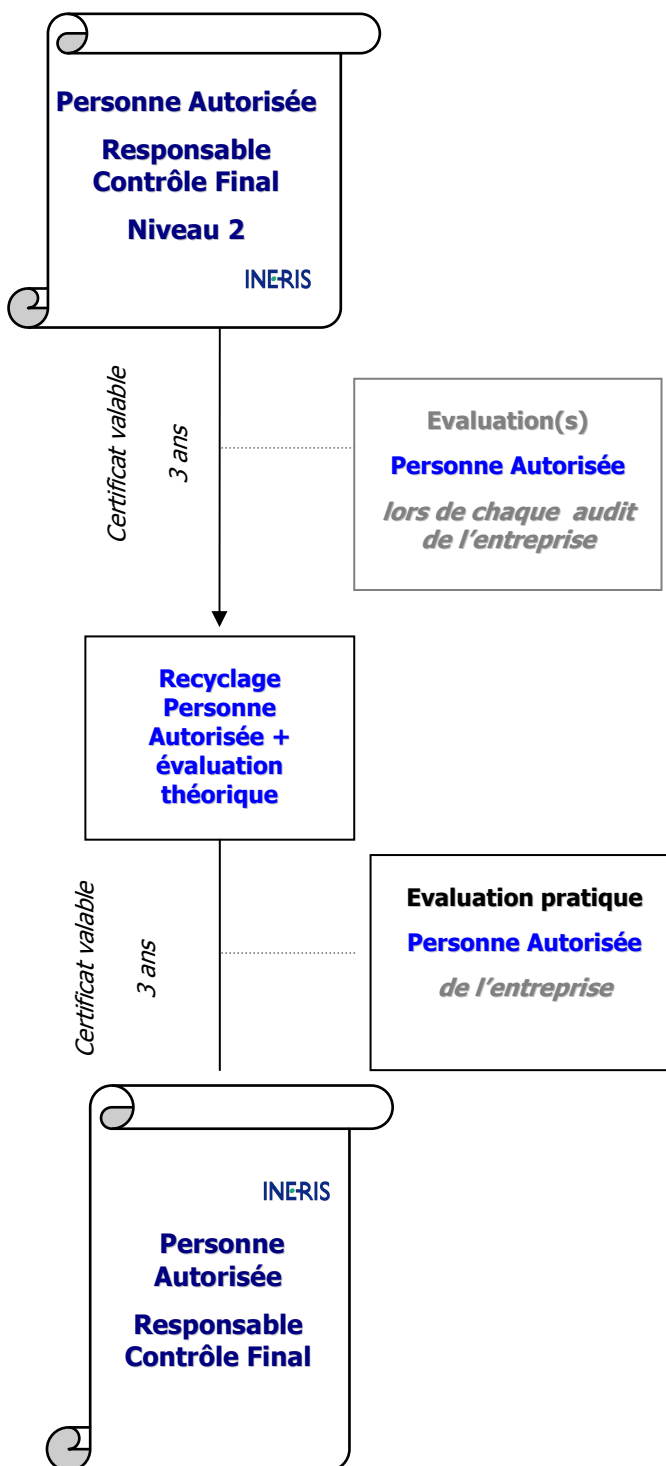 Personne Autorisée
Responsable
Contrôle Final
Niveau 2
INERIS
Certificat valable
3 ans
Evaluation(s)
Personne Autorisée
lors de chaque audit
de l’entreprise
Recyclage
Personne
Autorisée +
évaluation
théorique
Certificat valable
3 ans
Evaluation pratique
Personne Autorisée
de l’entreprise
INERIS
Personne
Autorisée
Responsable
Contrôle Final